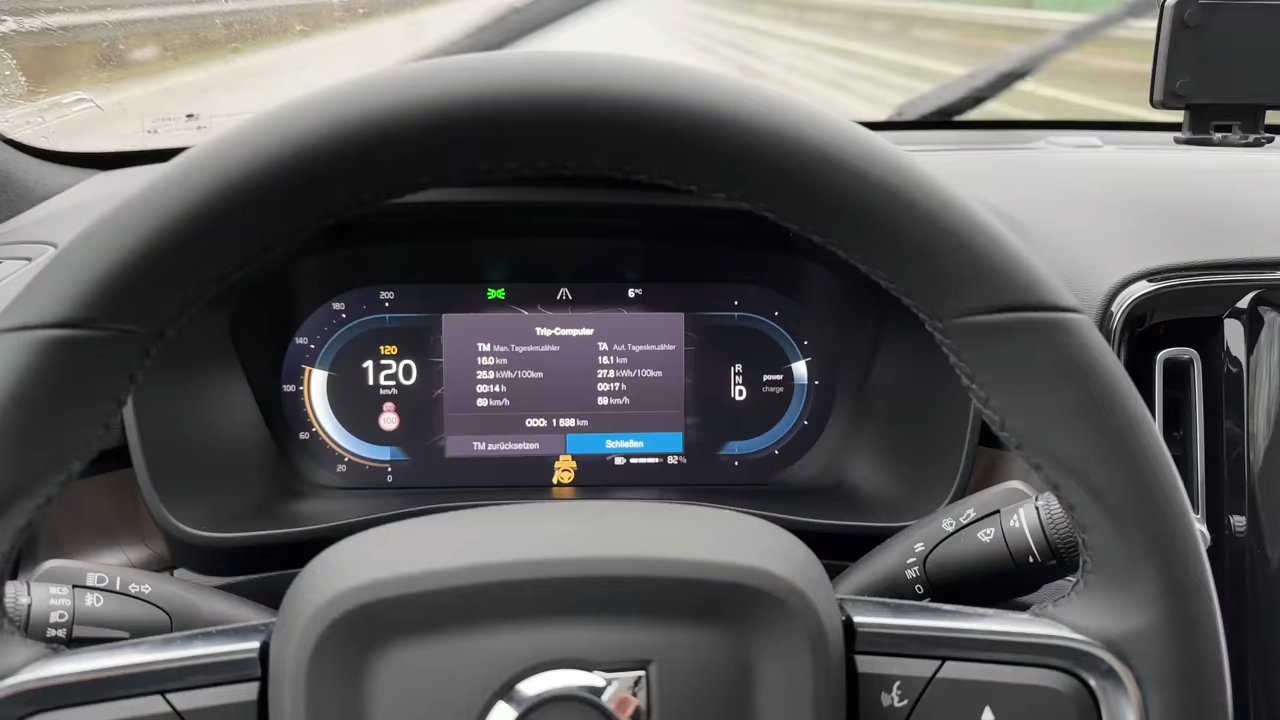 200
180
140
100
60
20
0
120
120
km/h
100
6°C
Trip-Computer
TM Man. Tageskmzähler
16.0 km
25.9 kWh/100km
00:14 h
69 km/h
TA Aut. Tageskmzähler
16.1 km
27.8 kWh/100km
00:17 h
59 km/h
ODO: 1 538 km
TM zurücksetzen
Schließen
82%
R
N
D
power
charge
AUTO
INT
0